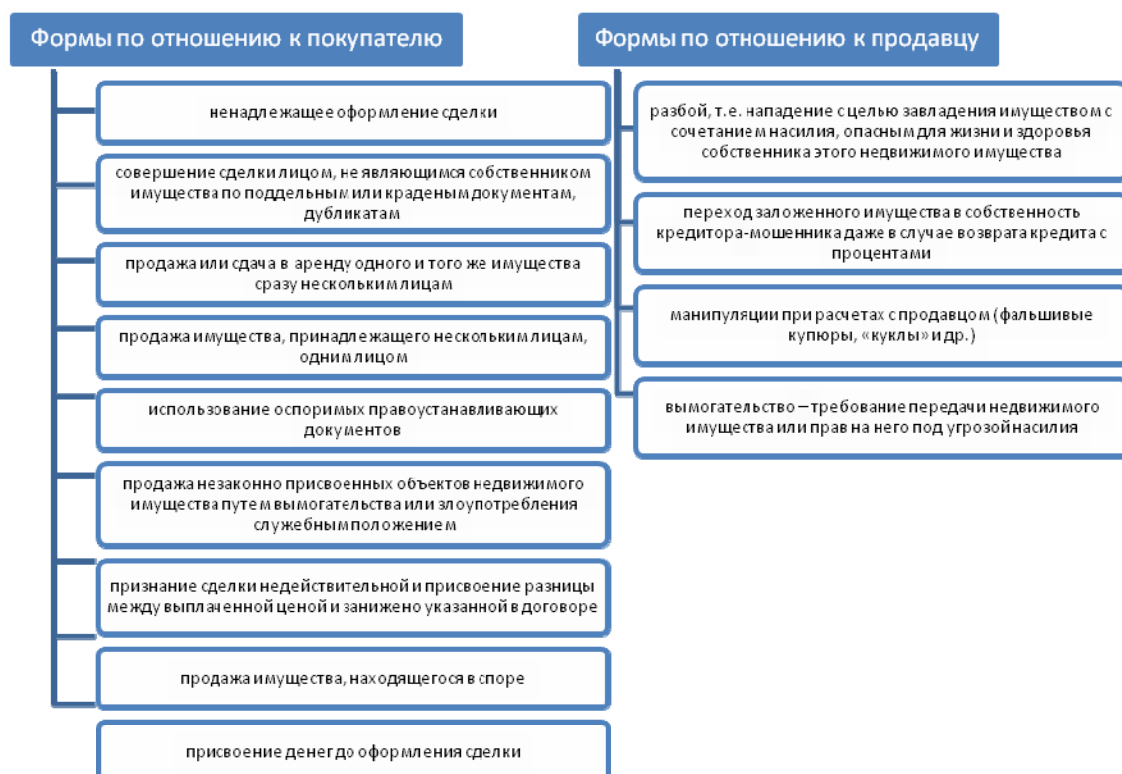 Формы по отношению к покупателю
ненадлежащее оформление сделки
совершение сделки лицом, не являющимся собственником
имущества по поддельным или краденым документам,
дубликатам
продажа или сдача в аренду одного и того же имущества
сразу нескольким лицам
продажа имущества, принадлежащего нескольким лицам,
одним лицом
использование оспоримых правоустанавливающих
документов
продажа незаконно присвоенных объектов недвижимого
имущества путем вымогательства или злоупотребления
служебным положением
признание сделки недействительной и присвоение разницы
между выплаченной ценой и занижено указанной в договоре
продажа имущества, находящегося в споре
присвоение денег до оформления сделки
Формы по отношению к продавцу
разбой, т.е. нападение с целью завладения имуществом с
сочетанием насилия, опасным для жизни и здоровья
собственника этого недвижимого имущества
переход заложенного имущества в собственность
кредитора-мошенника даже в случае возврата кредита с
процентами
манипуляции при расчетах с продавцом (фальшивые
купюры, «куклы» и др.)
вымогательство – требование передачи недвижимого
имущества или прав на него под угрозой насилия